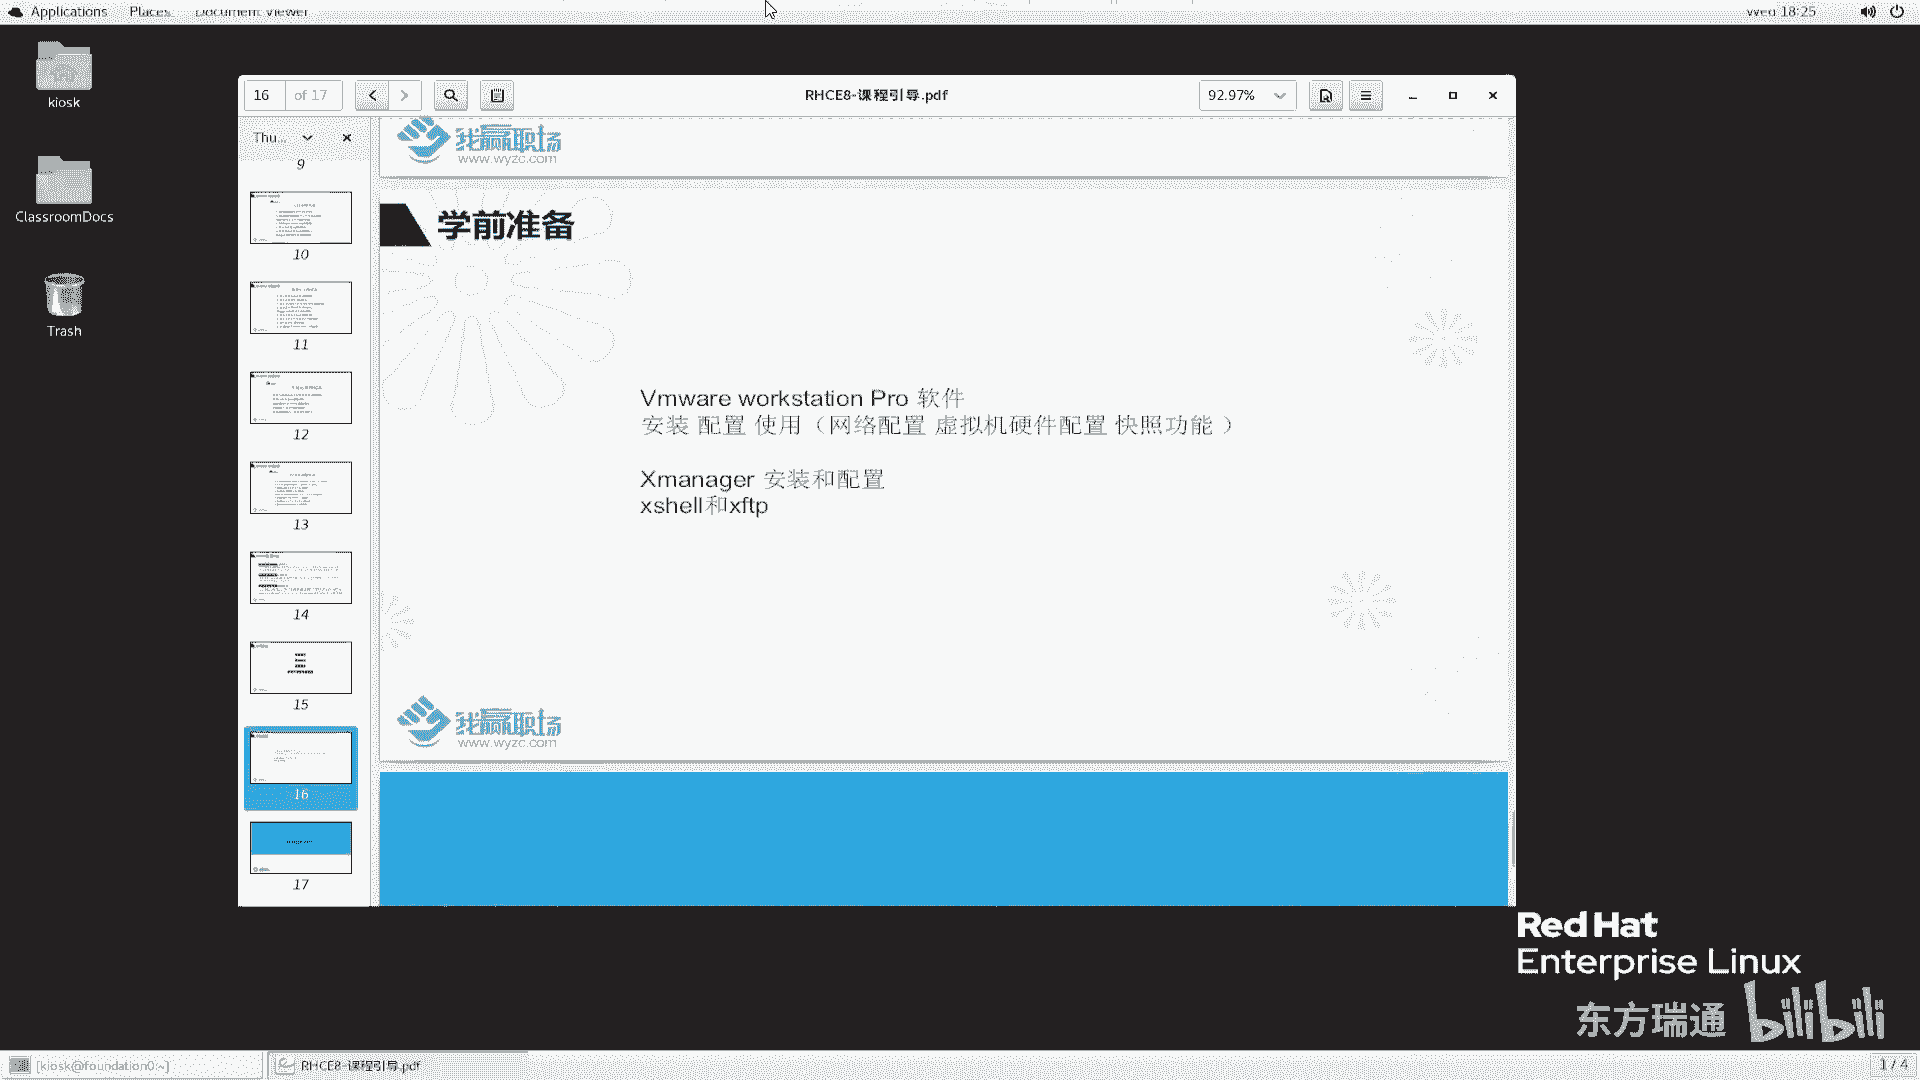 Applications Places Document Viewer
Wed 18:25
kiosk
ClassroomDocs
Trash
16 of 17
RHCE8-课程引导.pdf
92.97%
Thu...
9
10
11
12
13
14
15
16
17
我赢职场
www.wyzc.com
学前准备
Vmware workstation Pro 软件
安装 配置 使用（网络配置 虚拟机硬件配置 快照功能 ）
Xmanager 安装和配置
xshell和xftp
我赢职场
www.wyzc.com
Red Hat
Enterprise Linux
东方瑞通 bilibili
[kiosk@foundation0:~]
RHCE8-课程引导.pdf
1 / 4